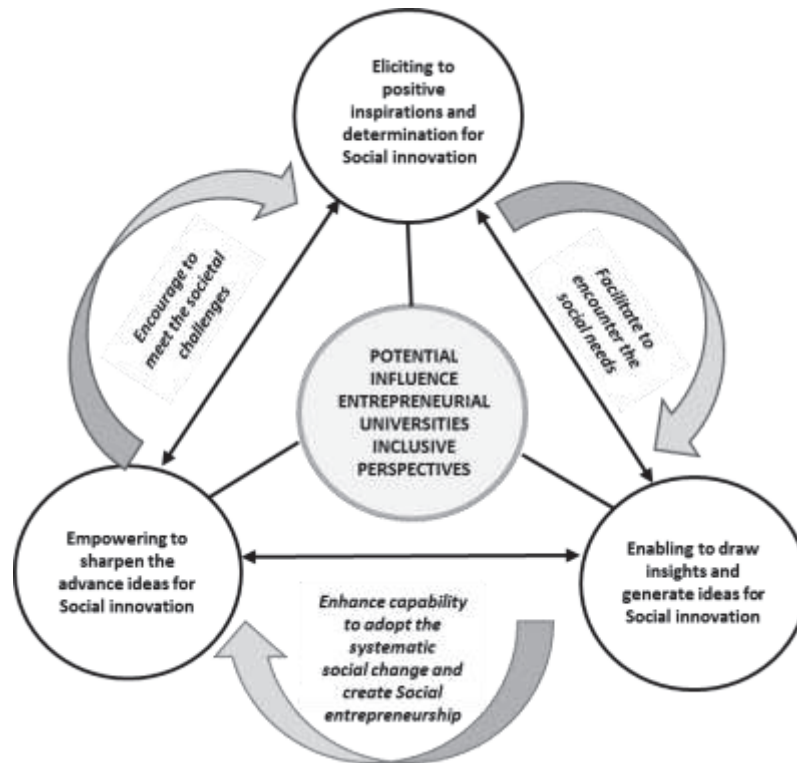 Eliciting to
positive
inspirations and
determination for
Social innovation
Encourage to
meet the societal
challenges
Facilitate to
encounter the
social needs
POTENTIAL
INFLUENCE
ENTREPRENEURIAL
UNIVERSITIES
INCLUSIVE
PERSPECTIVES
Empowering to
sharpen the
advance ideas for
Social innovation
Enabling to draw
insights and
generate ideas for
Social innovation
Enhance capability
to adopt the
systematic
social change and
create Social
entrepreneurship